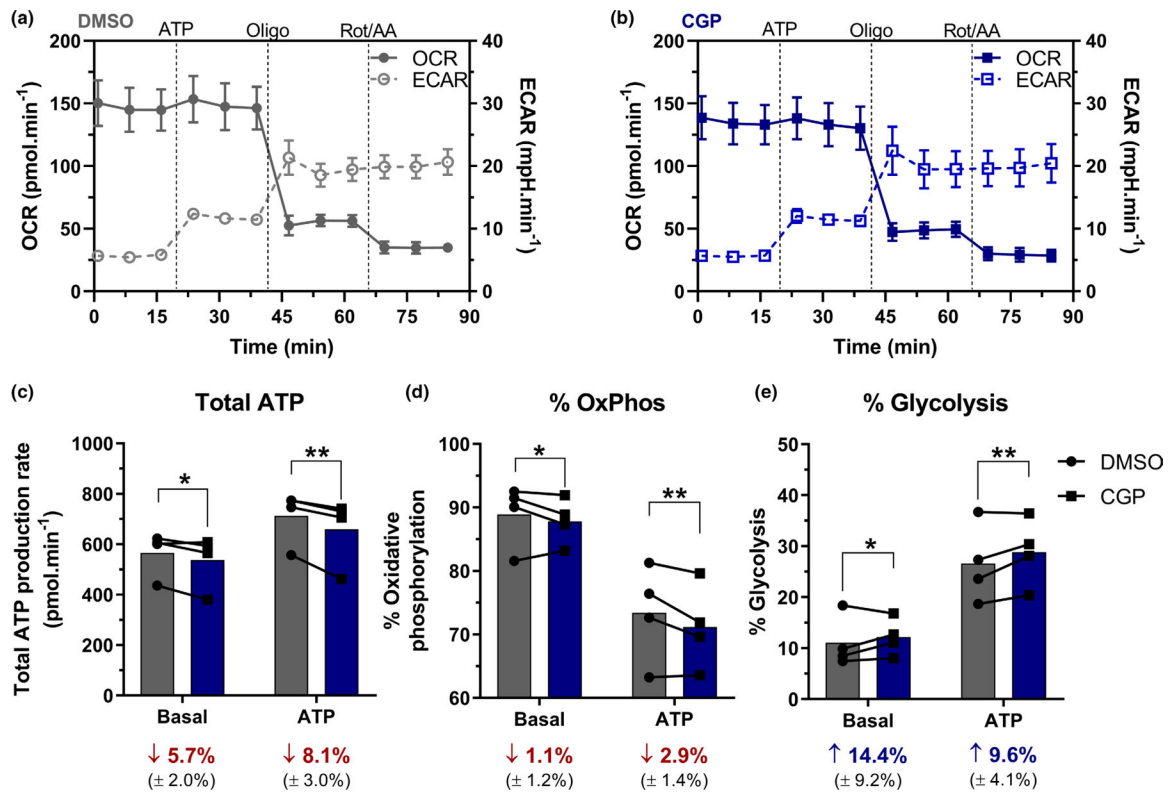 (a)
DMSO
ATP
Oligo
Rot/AA
200
150
100
50
0
OCR (pmol.min⁻¹)
40
30
20
10
0
ECAR (mpH.min⁻¹)
OCR
ECAR
0 15 30 45 60 75 90
Time (min)
(b)
CGP
ATP
Oligo
Rot/AA
200
150
100
50
0
OCR (pmol.min⁻¹)
40
30
20
10
0
ECAR (mpH.min⁻¹)
OCR
ECAR
0 15 30 45 60 75 90
Time (min)
(c)
Total ATP
Total ATP production rate
(pmol.min⁻¹)
1000
800
600
400
200
0
*
**
Basal
ATP
↓ 5.7%
(± 2.0%)
↓ 8.1%
(± 3.0%)
(d)
% OxPhos
% Oxidative
phosphorylation
100
90
80
70
60
*
**
Basal
ATP
↓ 1.1%
(± 1.2%)
↓ 2.9%
(± 1.4%)
(e)
% Glycolysis
% Glycolysis
50
40
30
20
10
0
*
**
Basal
ATP
↑ 14.4%
(± 9.2%)
↑ 9.6%
(± 4.1%)
DMSO
CGP